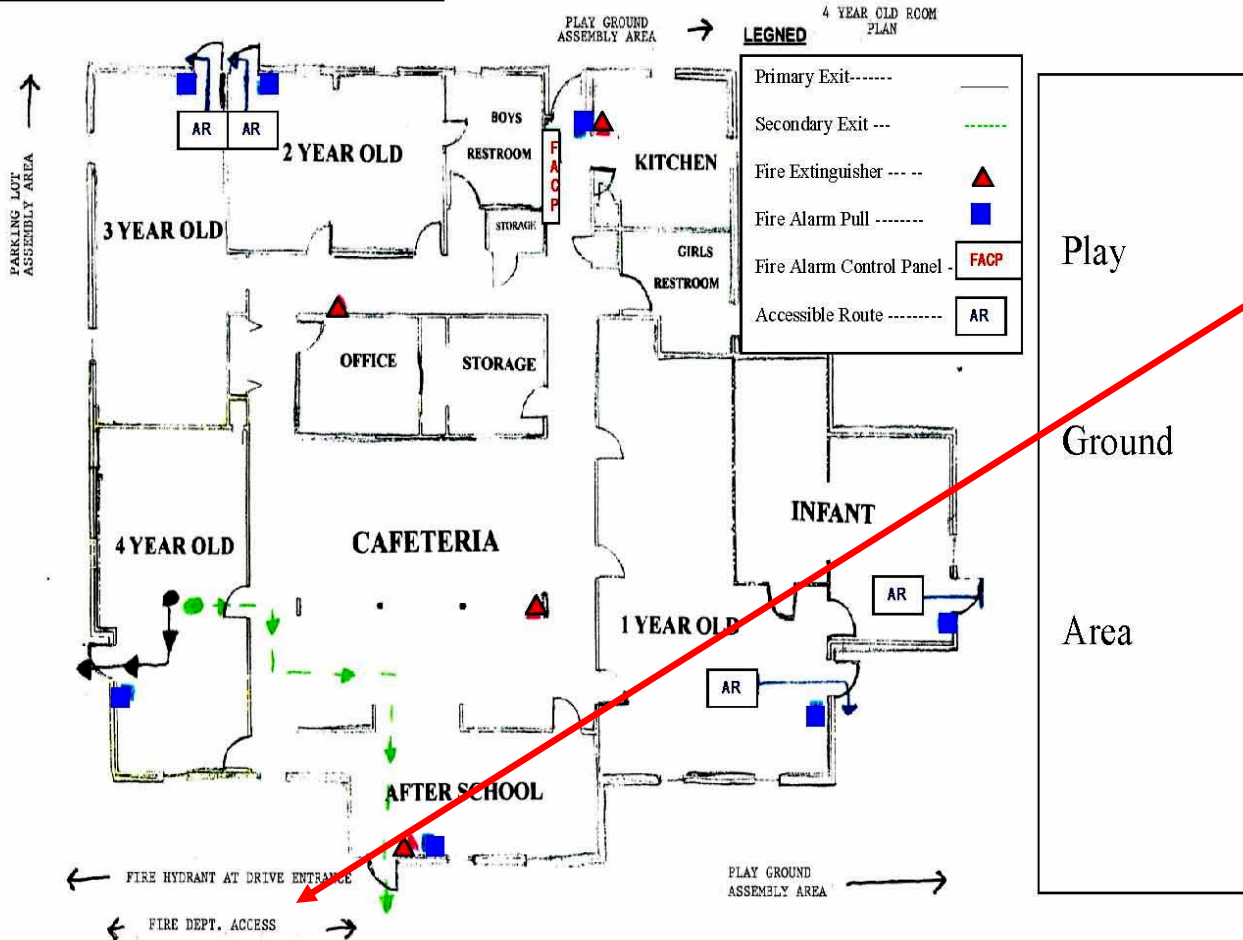 PLAY GROUND
ASSEMBLY AREA
4 YEAR OLD ROOM
PLAN
LEGNED
Primary Exit-------
Secondary Exit ---
Fire Extinguisher --- --
Fire Alarm Pull --------
Fire Alarm Control Panel -
FACP
Accessible Route ---------
AR
PARKING LOT
ASSEMBLY AREA
AR
AR
2 YEAR OLD
BOYS
RESTROOM
FACP
KITCHEN
STORAGE
3 YEAR OLD
GIRLS
RESTROOM
OFFICE
STORAGE
Play
Ground
Area
4 YEAR OLD
CAFETERIA
INFANT
AR
1 YEAR OLD
AR
AFTER SCHOOL
FIRE HYDRANT AT DRIVE ENTRANCE
FIRE DEPT. ACCESS
PLAY GROUND
ASSEMBLY AREA